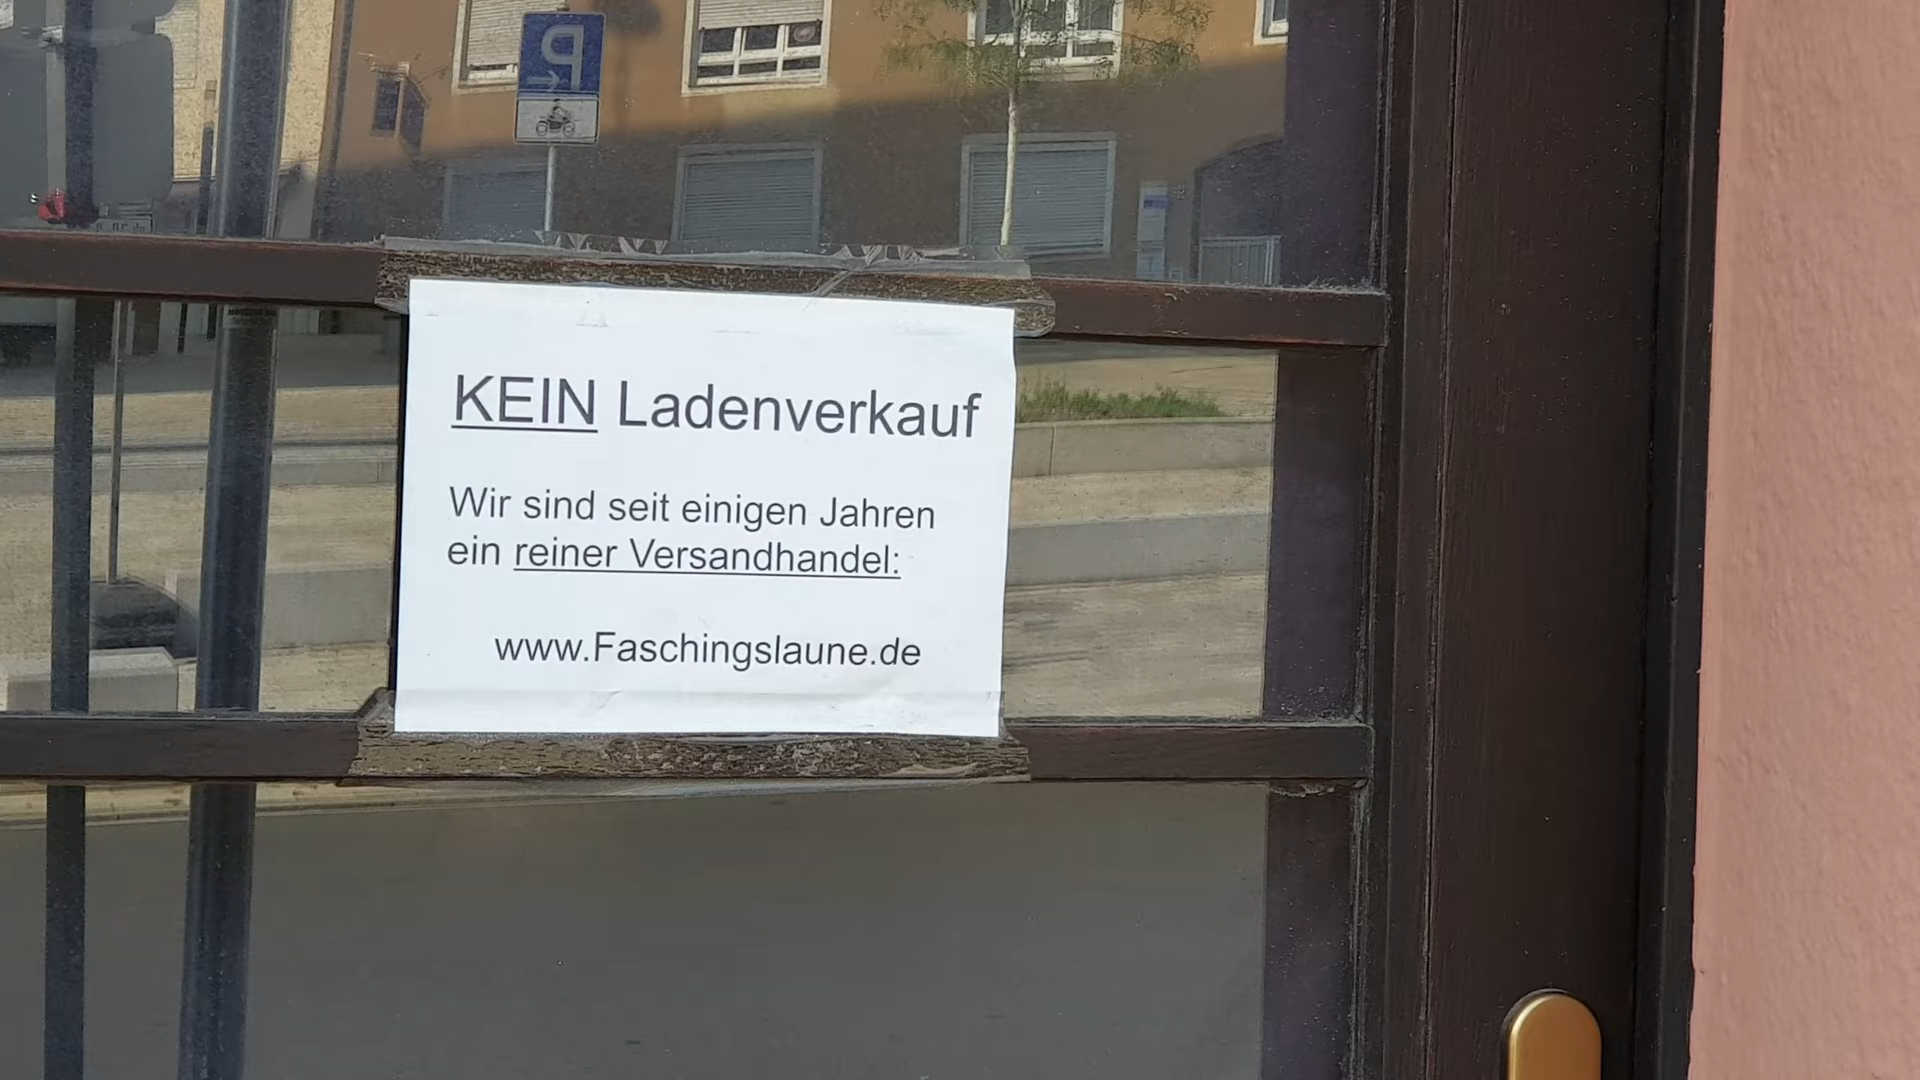 P
KEIN Ladenverkauf
Wir sind seit einigen Jahren
ein reiner Versandhandel:
www.Faschingslaune.de